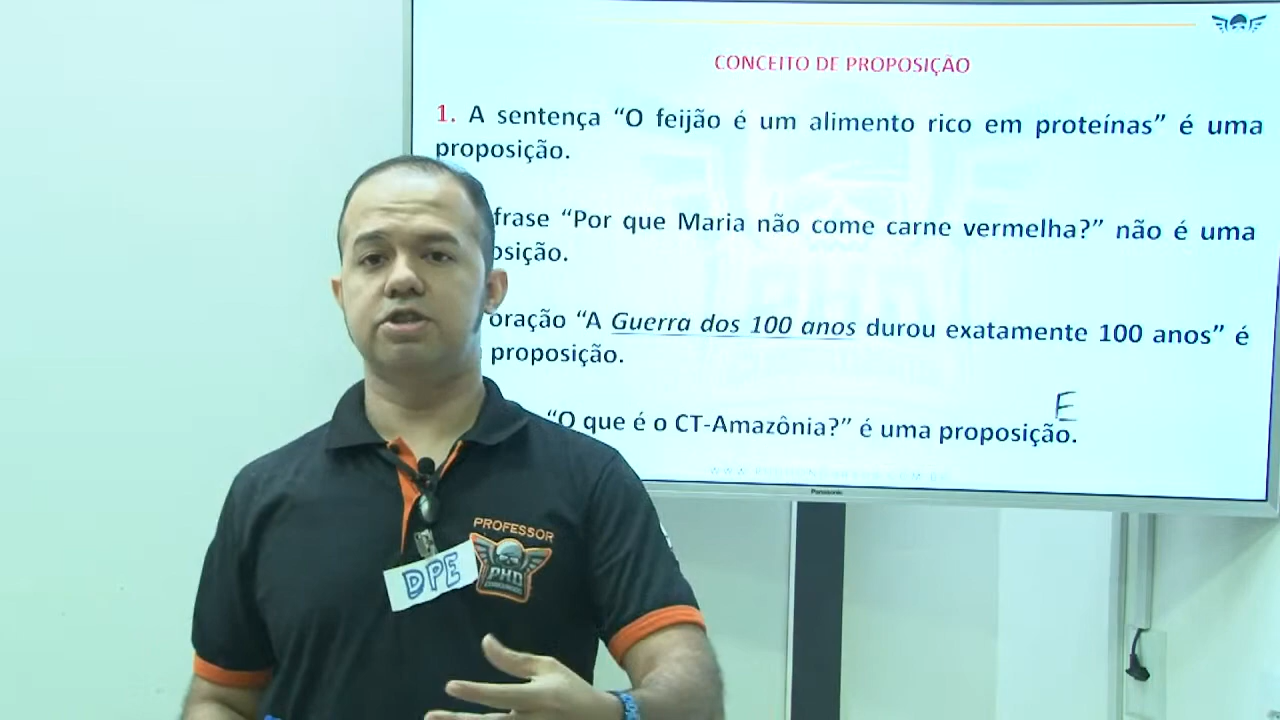 CONCEITO DE PROPOSIÇÃO
1. A sentença “O feijão é um alimento rico em proteínas” é uma
proposição.
frase “Por que Maria não come carne vermelha?” não é uma
osição.
oração “A Guerra dos 100 anos durou exatamente 100 anos” é
proposição.
“O que é o CT-Amazônia?” é uma proposição.
E
Panasonic
PROFESSOR
PHD
DPE